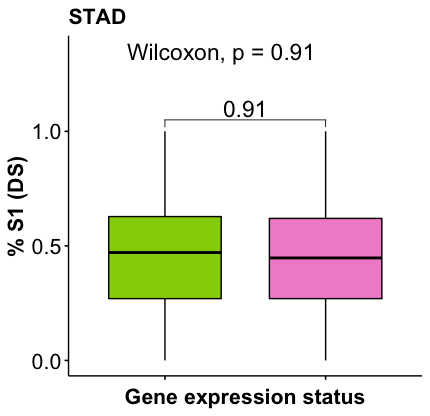 STAD
Wilcoxon, p = 0.91
0.91
1.0
0.5
0.0
% S1 (DS)
Gene expression status